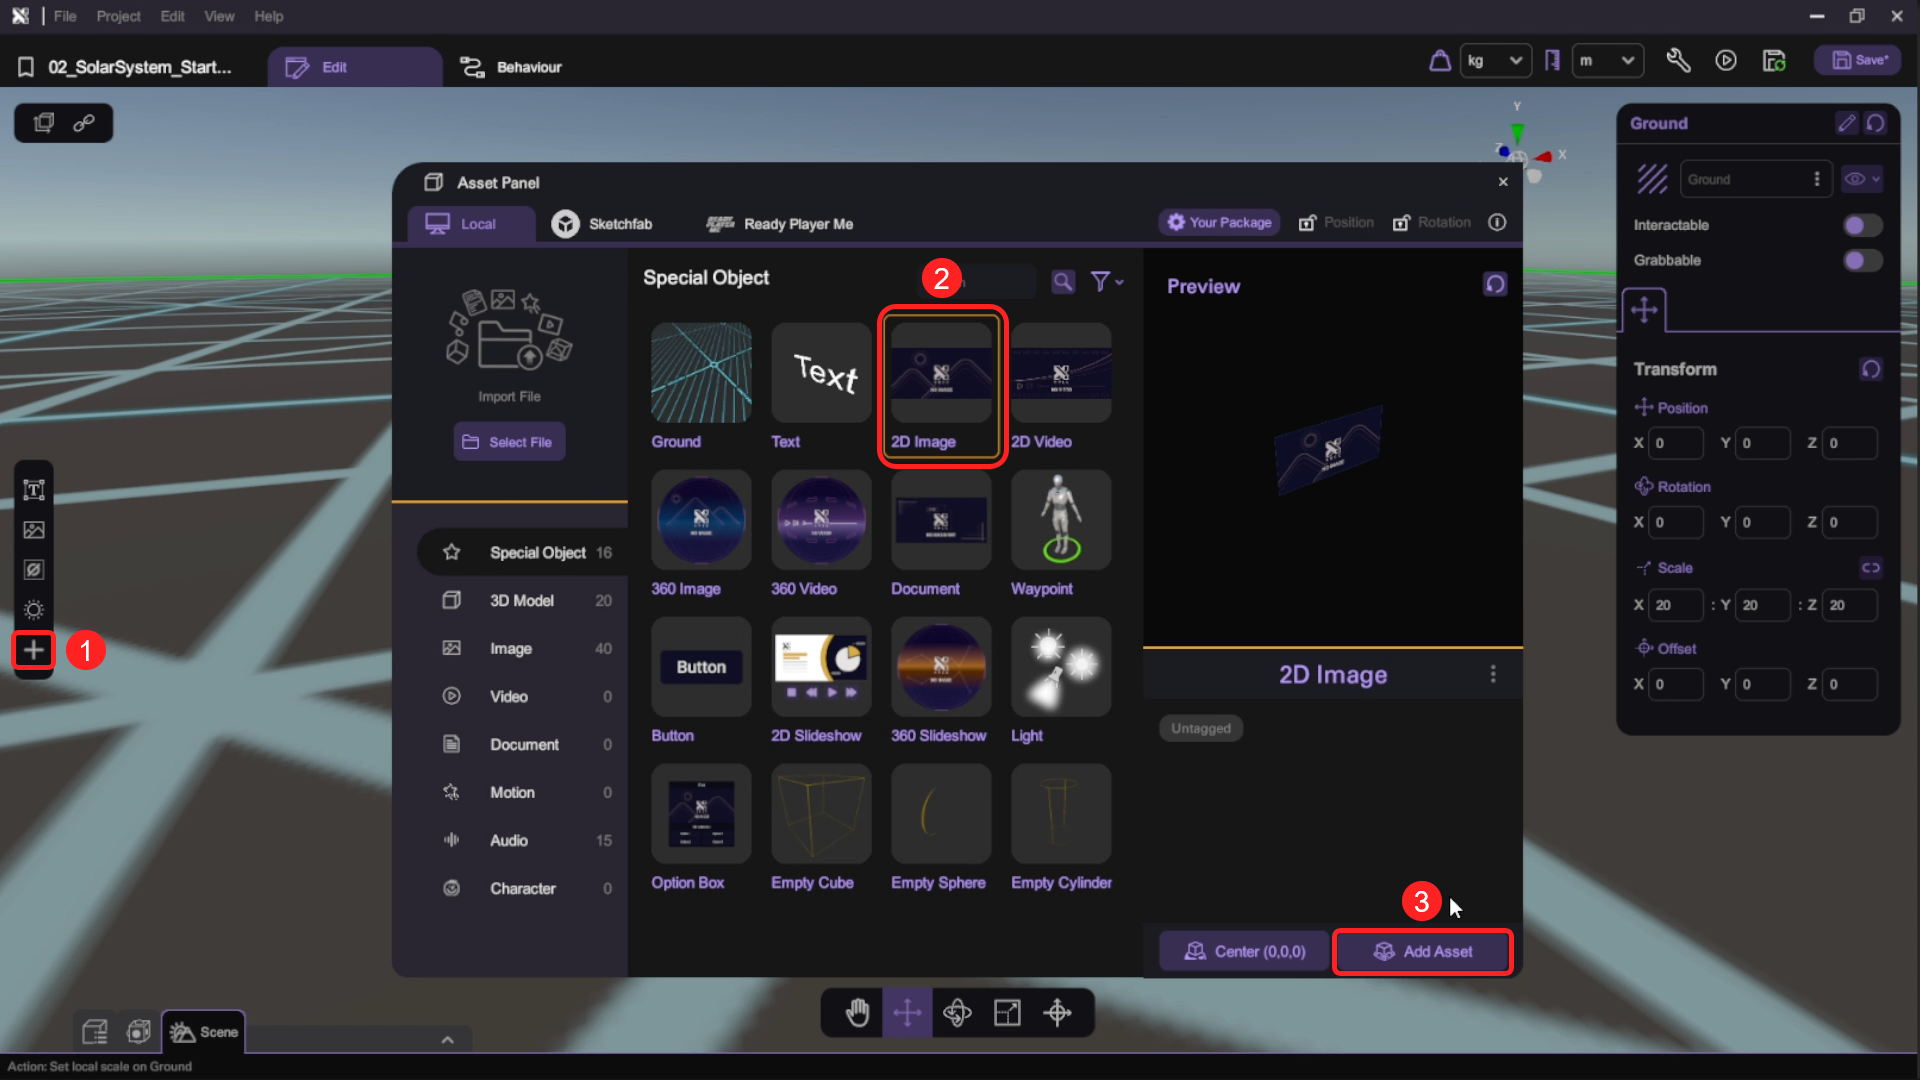 File Project Edit View Help
02_SolarSystem_Start... Edit Behaviour kg m Save*
Y
Z X
Ground
Ground
Interactable
Grabbable
Asset Panel
Local Sketchfab Ready Player Me Your Package Position Rotation
Import File
Select File
Special Object 16
3D Model 20
Image 40
Video 0
Document 0
Motion 0
Audio 15
Character 0
Special Object
2
Text
Ground Text 2D Image 2D Video
360 Image 360 Video Document Waypoint
Button
Button 2D Slideshow 360 Slideshow Light
Option Box Empty Cube Empty Sphere Empty Cylinder
Preview
2D Image
Untagged
3
Center (0,0,0) Add Asset
1
Transform
Position
X 0 Y 0 Z 0
Rotation
X 0 Y 0 Z 0
Scale
X 20 : Y 20 : Z 20
Offset
X 0 Y 0 Z 0
Scene
Action: Set local scale on Ground